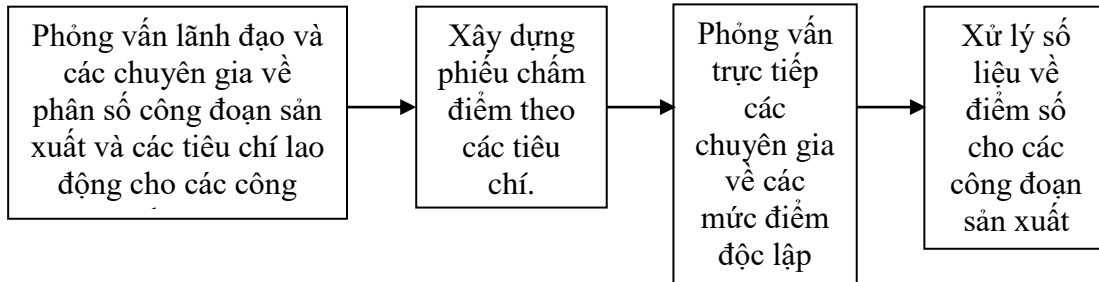 Phỏng vấn lãnh đạo và
các chuyên gia về
phân số công đoạn sản
xuất và các tiêu chí lao
động cho các công
Xây dựng
phiếu chấm
điểm theo
các tiêu
chí.
Phỏng vấn
trực tiếp
các
chuyên gia
về các
mức điểm
độc lập
Xử lý số
liệu về
điểm số
cho các
công đoạn
sản xuất